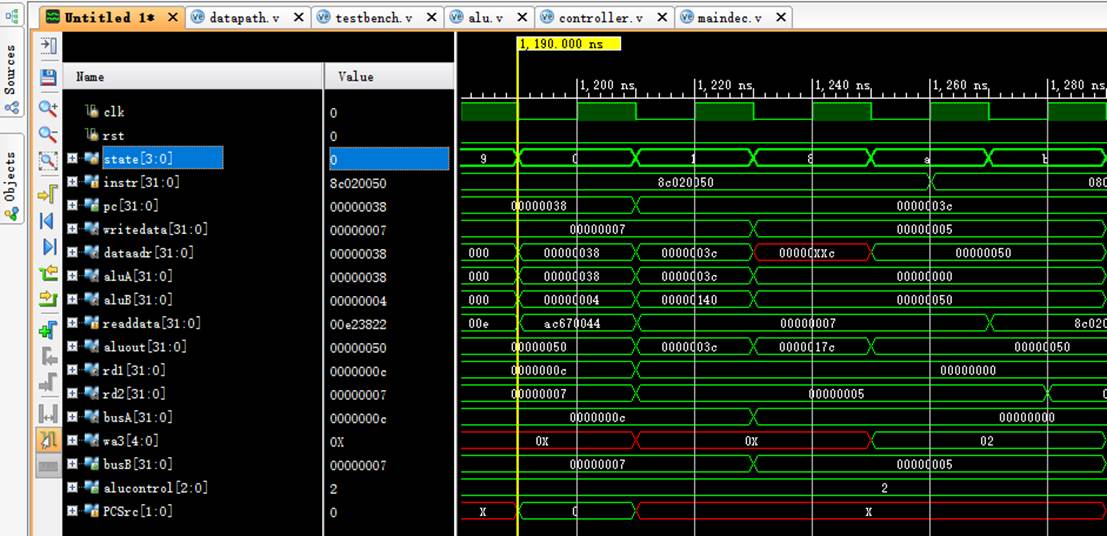 Untitled 1* datapath.v testbench.v alu.v controller.v maindec.v
Sources
Objects
1,190.000 ns
Name Value
1,200 ns 1,220 ns 1,240 ns 1,260 ns 1,280 ns
clk 0
rst 0
state[3:0] 0 9 0 1 8 a b
instr[31:0] 8c020050 8c020050 080
pc[31:0] 00000038 00000038 0000003c
writedata[31:0] 00000007 00000007 00000005
dataadr[31:0] 00000038 000 00000038 0000003c 00000XXc 00000050
aluA[31:0] 00000038 000 00000038 0000003c 00000000
aluB[31:0] 00000004 000 00000004 00000140 00000050
readdata[31:0] 00e23822 00e ac670044 00000007 8c020
aluout[31:0] 00000050 00000050 0000003c 0000017c 00000050
rd1[31:0] 0000000c 0000000c 00000000
rd2[31:0] 00000007 00000007 00000005
busA[31:0] 0000000c 0000000c 00000000
wa3[4:0] 0X 0X 0X 02
busB[31:0] 00000007 00000007 00000005
alucontrol[2:0] 2 2
PCSrc[1:0] 0 X 0 X